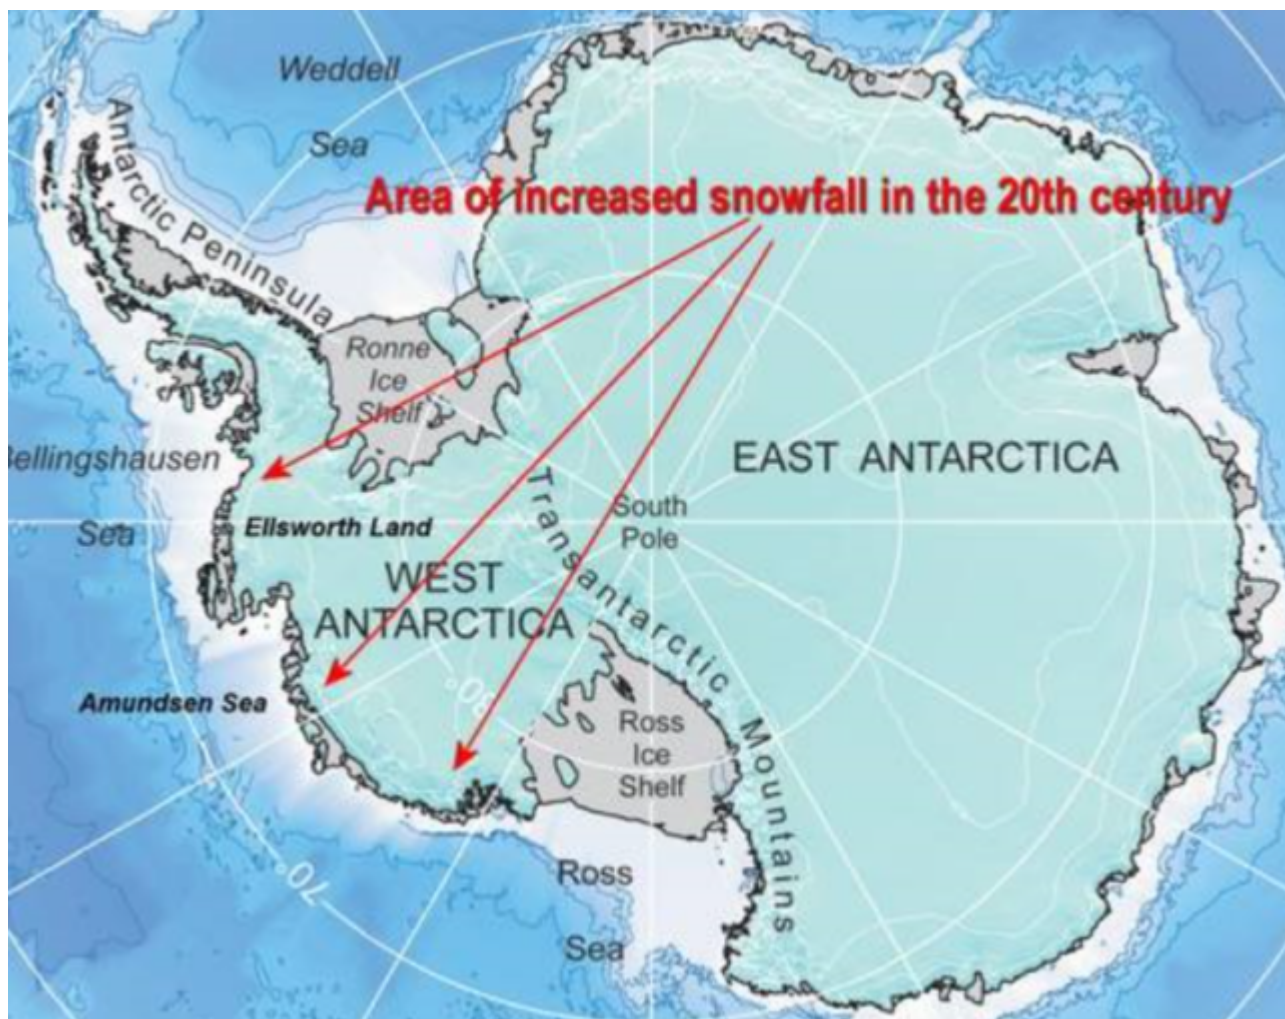 Weddell
Sea
Antarctic Peninsula
Area of increased snowfall in the 20th century
Ronne
Ice
Shelf
Bellingshausen
Sea
EAST ANTARCTICA
South
Pole
Ellsworth Land
WEST
ANTARCTICA
Transantarctic Mountains
Amundsen Sea
80°
Ross
Ice
Shelf
70°
Ross
Sea